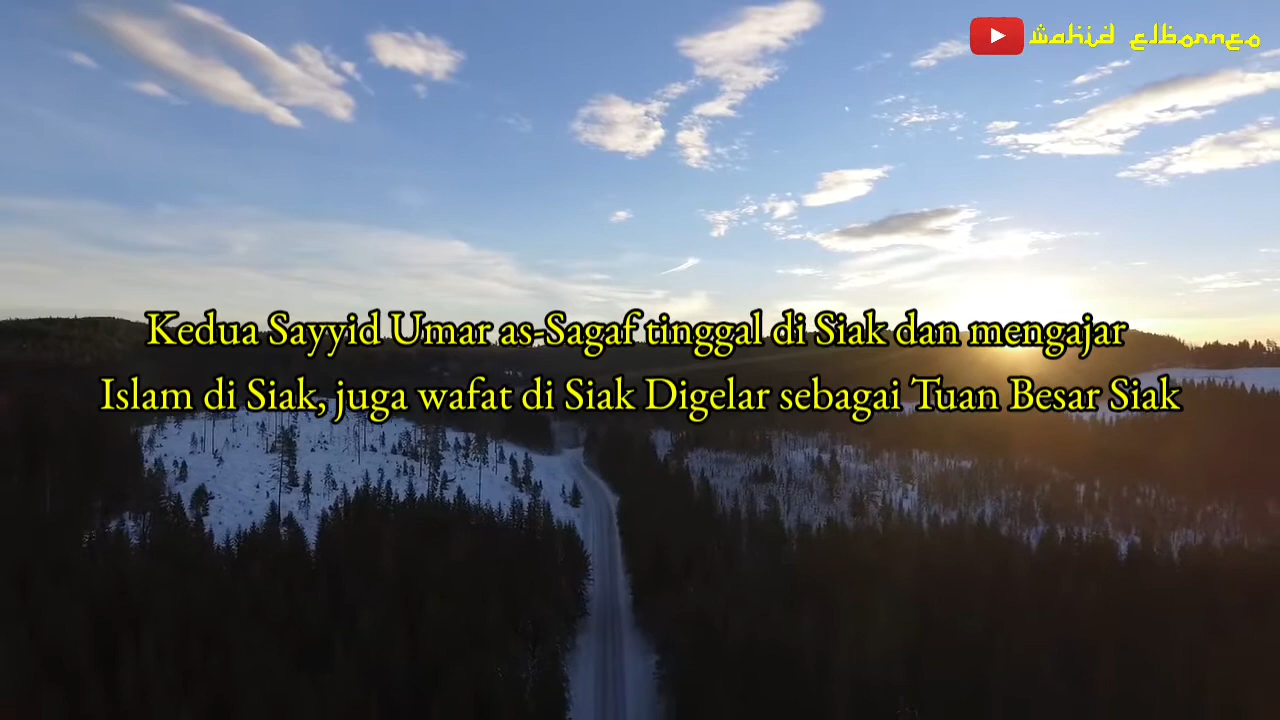 Wahid elborneo
Kedua Sayyid Umar as-Sagaf tinggal di Siak dan mengajar
Islam di Siak, juga wafat di Siak Digelar sebagai Tuan Besar Siak